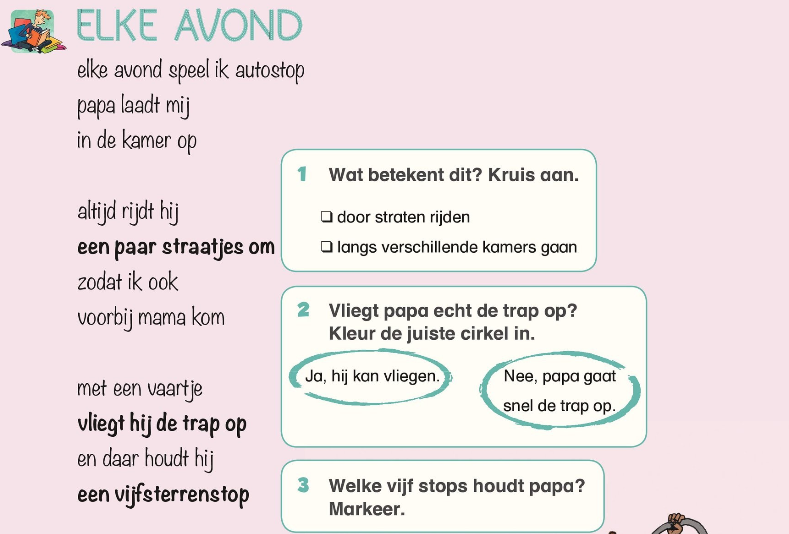 ELKE AVOND
elke avond speel ik autostop
papa laadt mij
in de kamer op
altijd rijdt hij
een paar straatjes om
zodat ik ook
voorbij mama kom
met een vaartje
vliegt hij de trap op
en daar houdt hij
een vijfsterrenstop
1 Wat betekent dit? Kruis aan.
❏ door straten rijden
❏ langs verschillende kamers gaan
2 Vliegt papa echt de trap op?
Kleur de juiste cirkel in.
Ja, hij kan vliegen.
Nee, papa gaat
snel de trap op.
3 Welke vijf stops houdt papa?
Markeer.